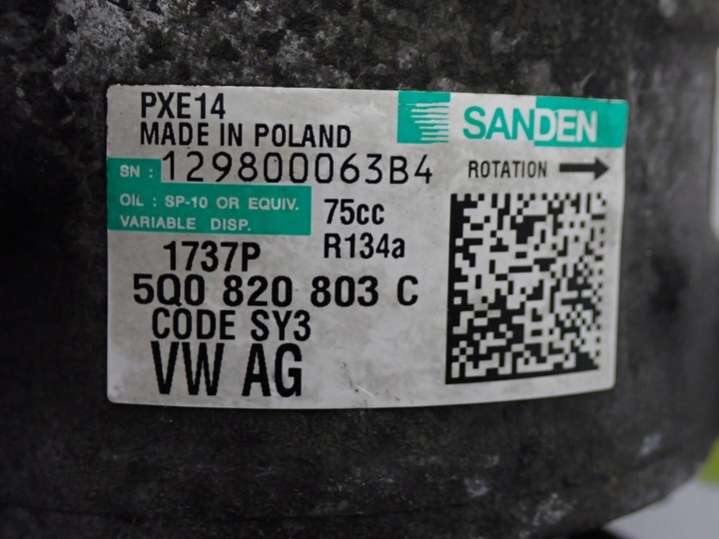 PXE14
MADE IN POLAND
SANDEN
SN : 129800063B4
ROTATION
OIL : SP-10 OR EQUIV.
VARIABLE DISP.
75cc
R134a
1737P
5Q0 820 803 C
CODE SY3
VW AG